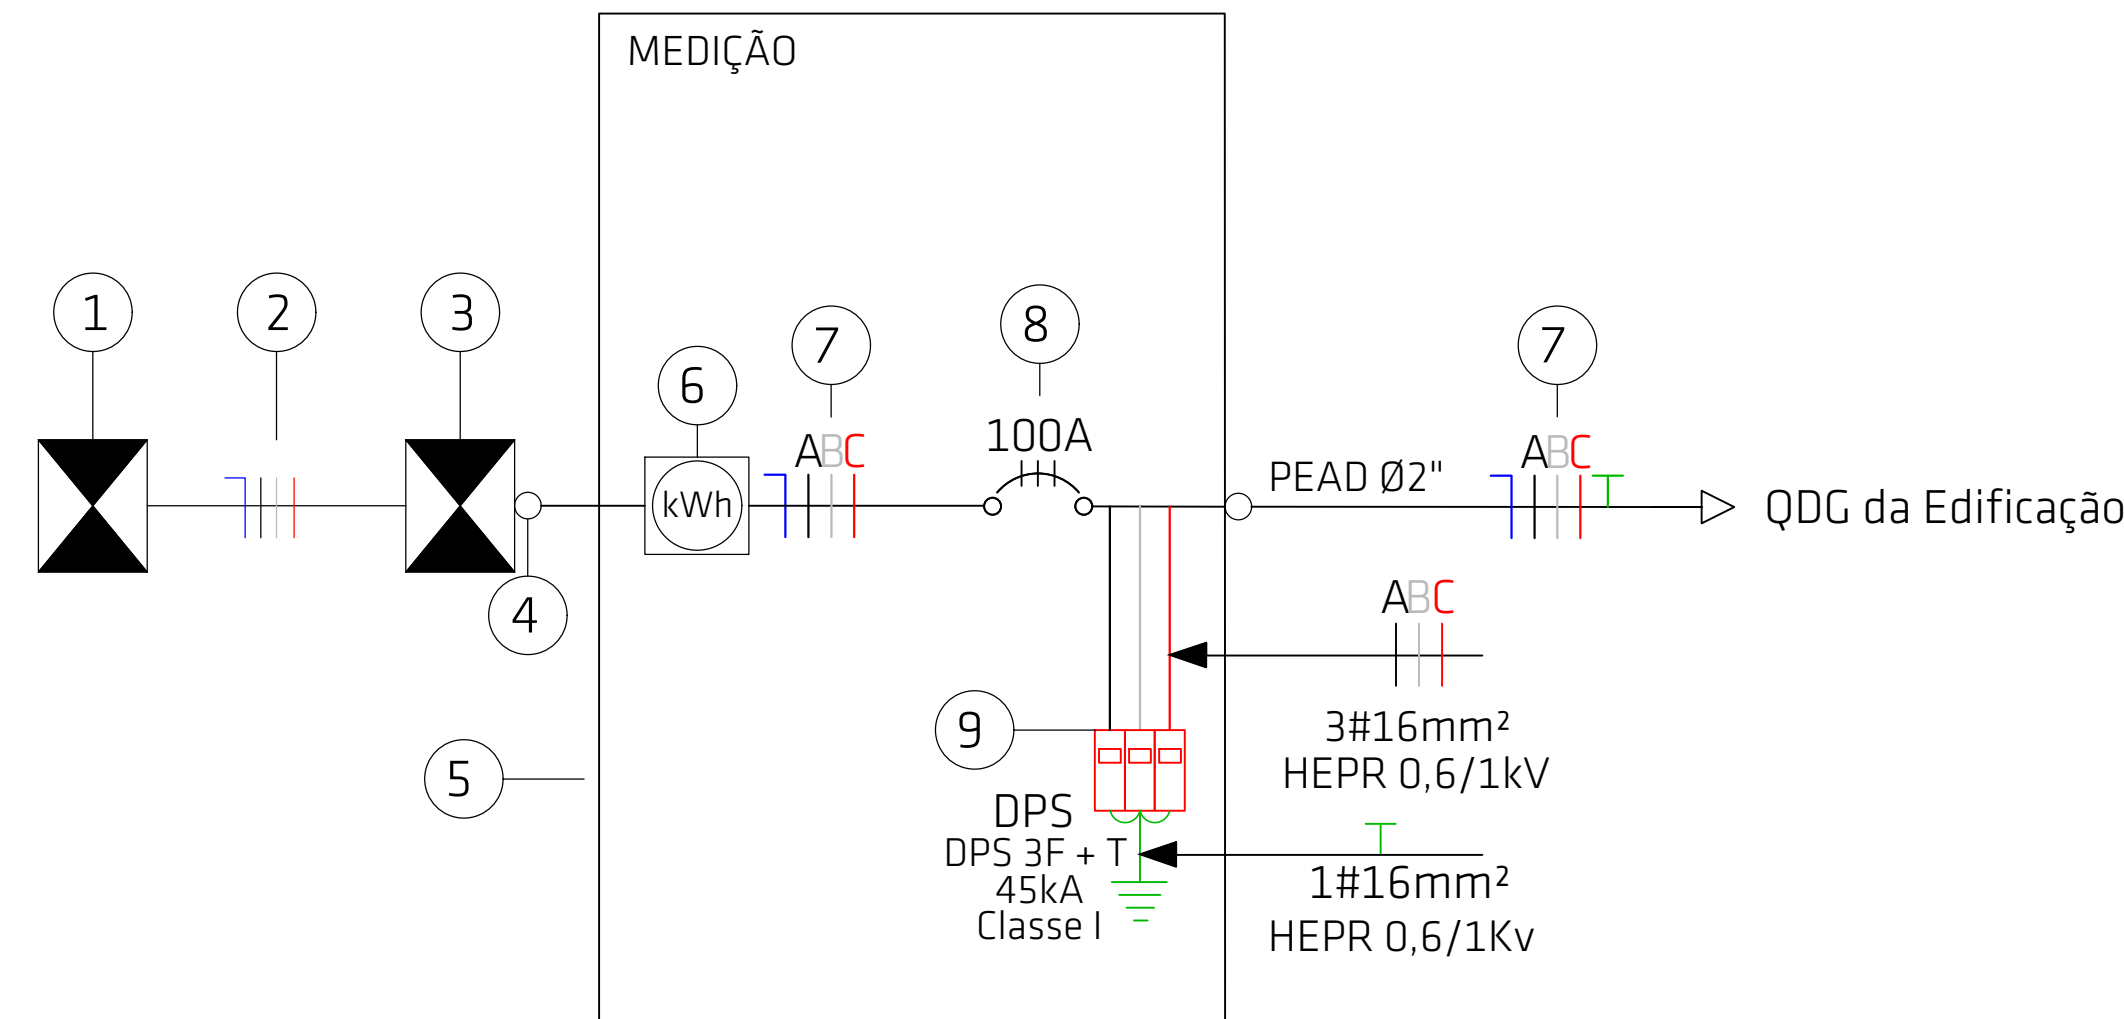 MEDIÇÃO
1
2
3
4
5
6
kWh
7
ABC
8
100A
PEAD Ø2"
7
ABC
QDG da Edificação
ABC
3#16mm²
HEPR 0,6/1kV
9
DPS
DPS 3F + T
45kA
Classe I
1#16mm²
HEPR 0,6/1Kv